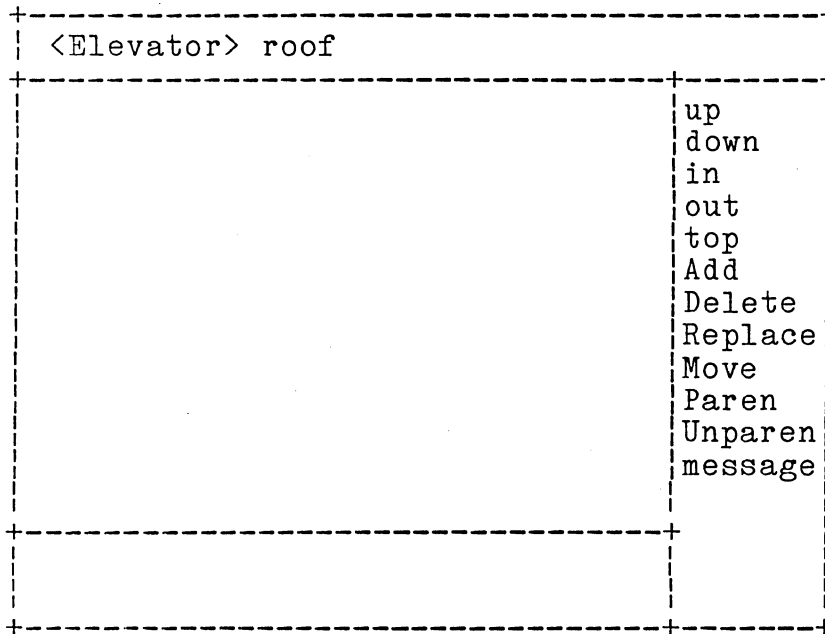 <Elevator> roof
up
down
in
out
top
Add
Delete
Replace
Move
Paren
Unparen
message